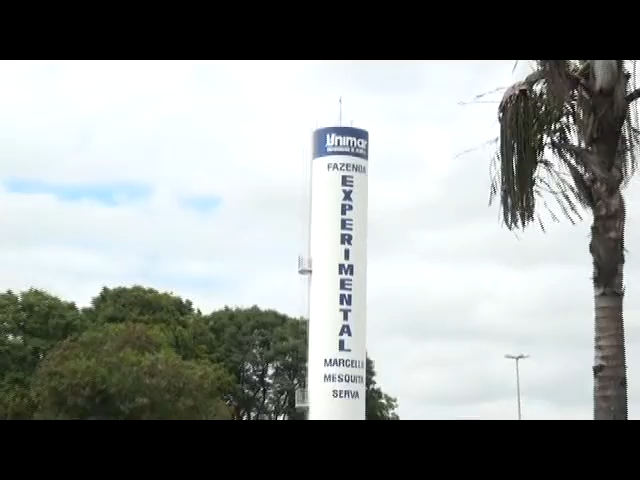 Unimar
FAZENDA
EXPERIMENTAL
MARCELLO
MESQUITA
SERVA